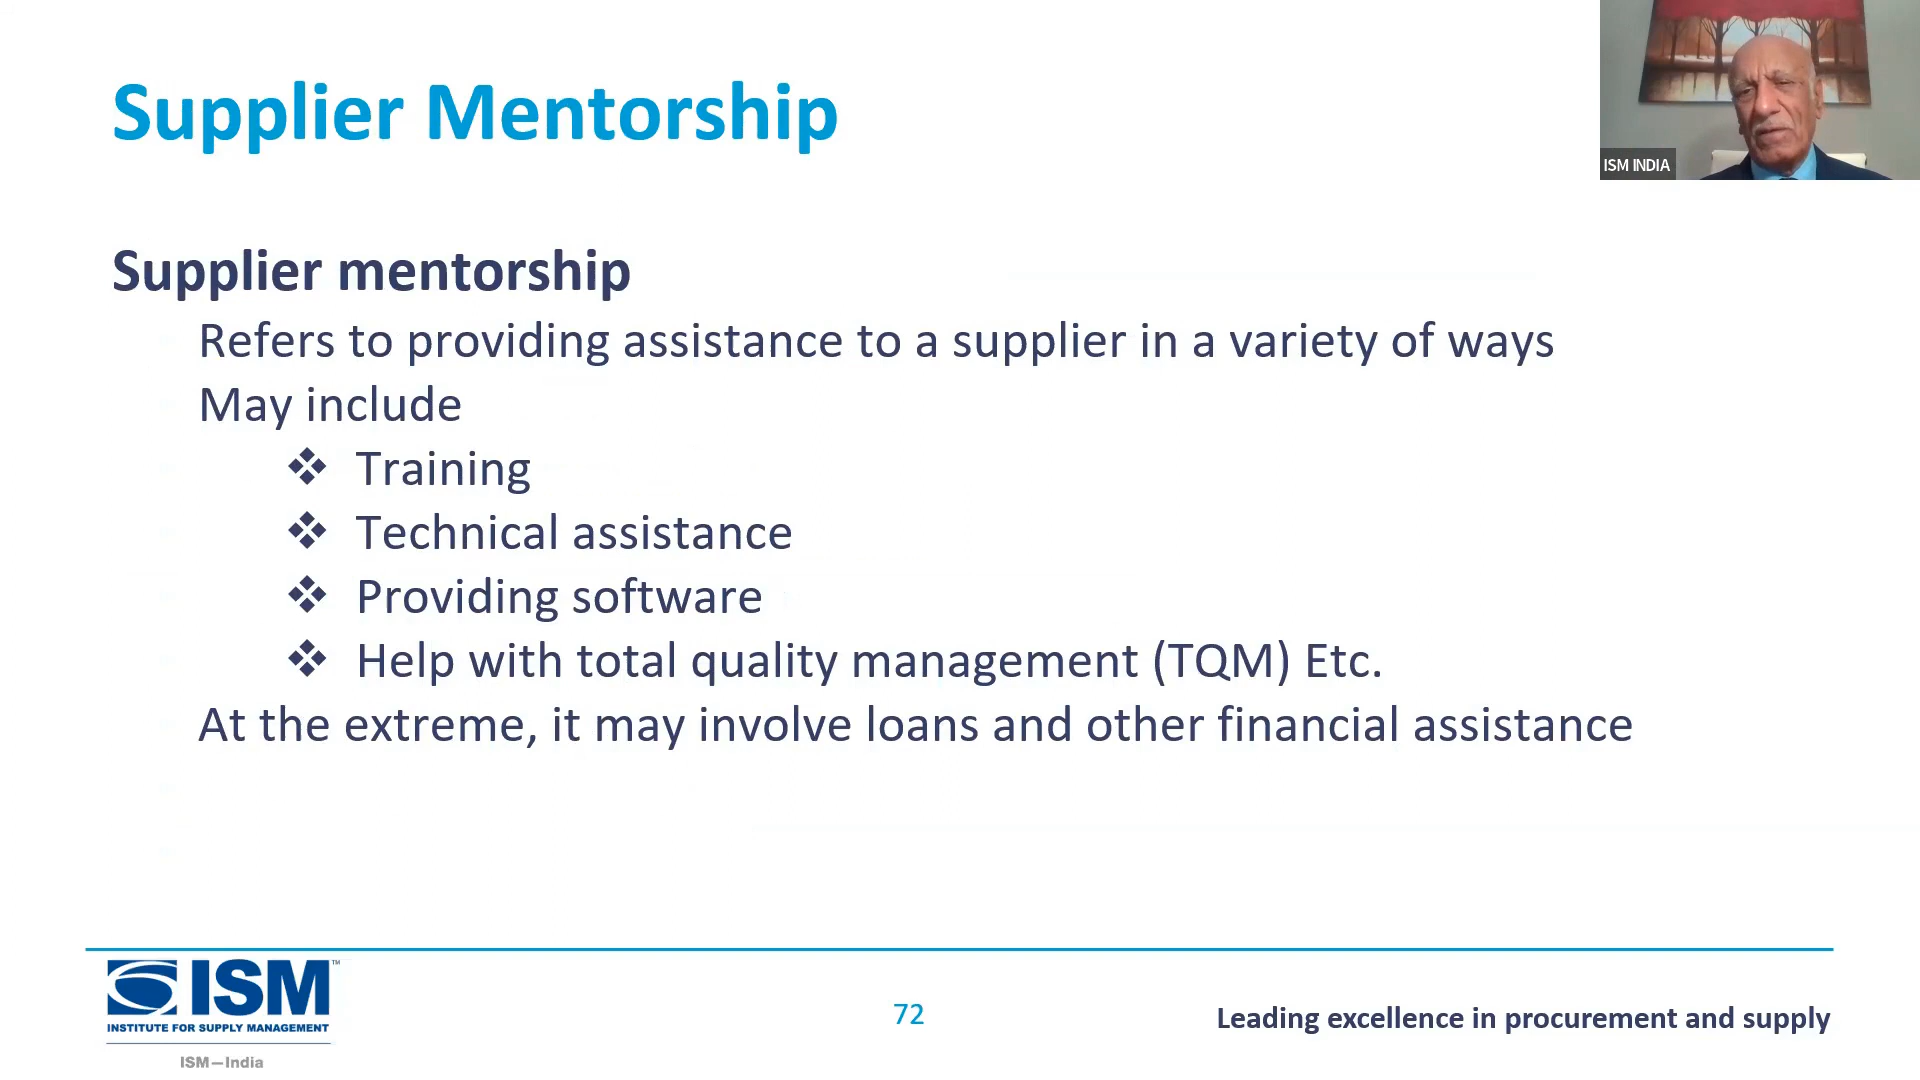 Supplier Mentorship
ISM INDIA
Supplier mentorship
Refers to providing assistance to a supplier in a variety of ways
May include
❖ Training
❖ Technical assistance
❖ Providing software
❖ Help with total quality management (TQM) Etc.
At the extreme, it may involve loans and other financial assistance
ISM™
INSTITUTE FOR SUPPLY MANAGEMENT
ISM—India
72
Leading excellence in procurement and supply